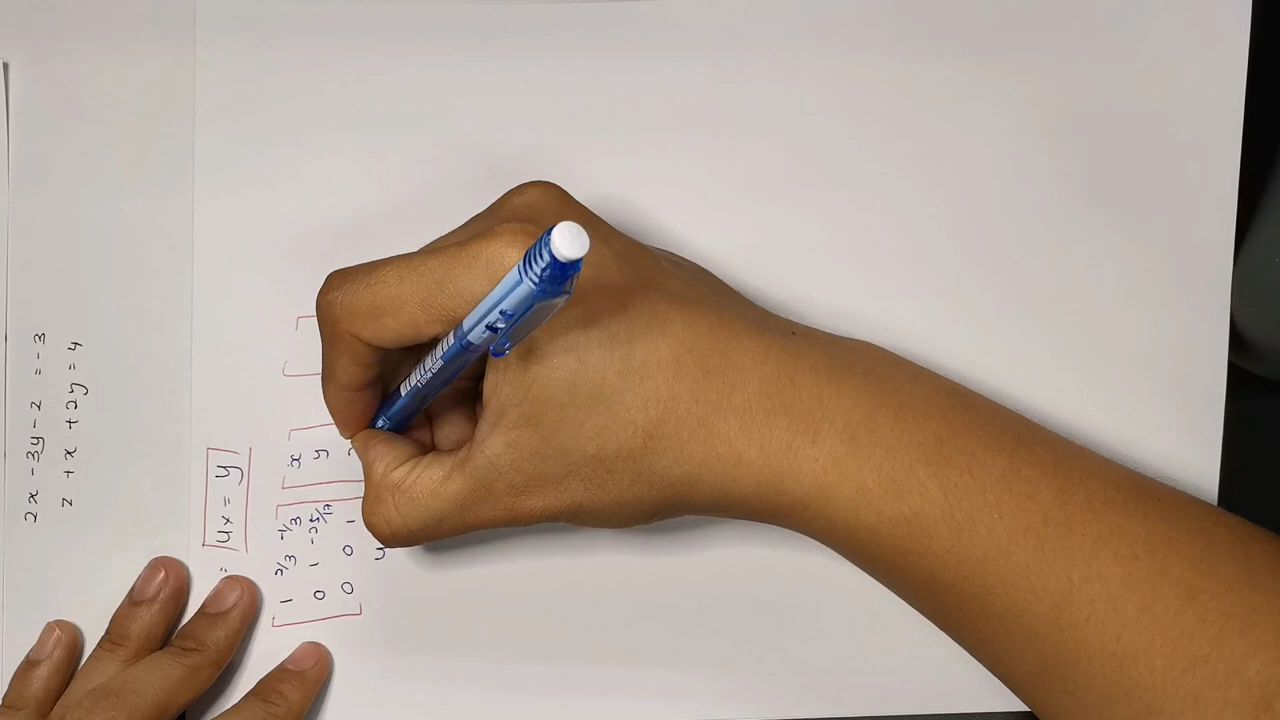 2x - 3y - z = -3
z + x + 2y = 4
Ux = y
1 2/3 -1/3 x
0 1 -25/17 y
0 0 1
U